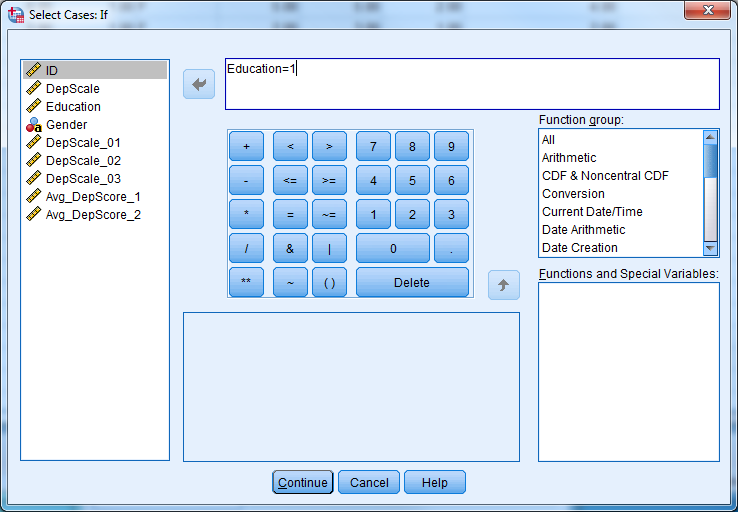 Select Cases: If
ID
DepScale
Education
Gender
DepScale_01
DepScale_02
DepScale_03
Avg_DepScore_1
Avg_DepScore_2
Education=1
+ < > 7 8 9
- <= >= 4 5 6
* = ~= 1 2 3
/ & | 0 .
** ~ ( ) Delete
Function group:
All
Arithmetic
CDF & Noncentral CDF
Conversion
Current Date/Time
Date Arithmetic
Date Creation
Functions and Special Variables:
Continue Cancel Help